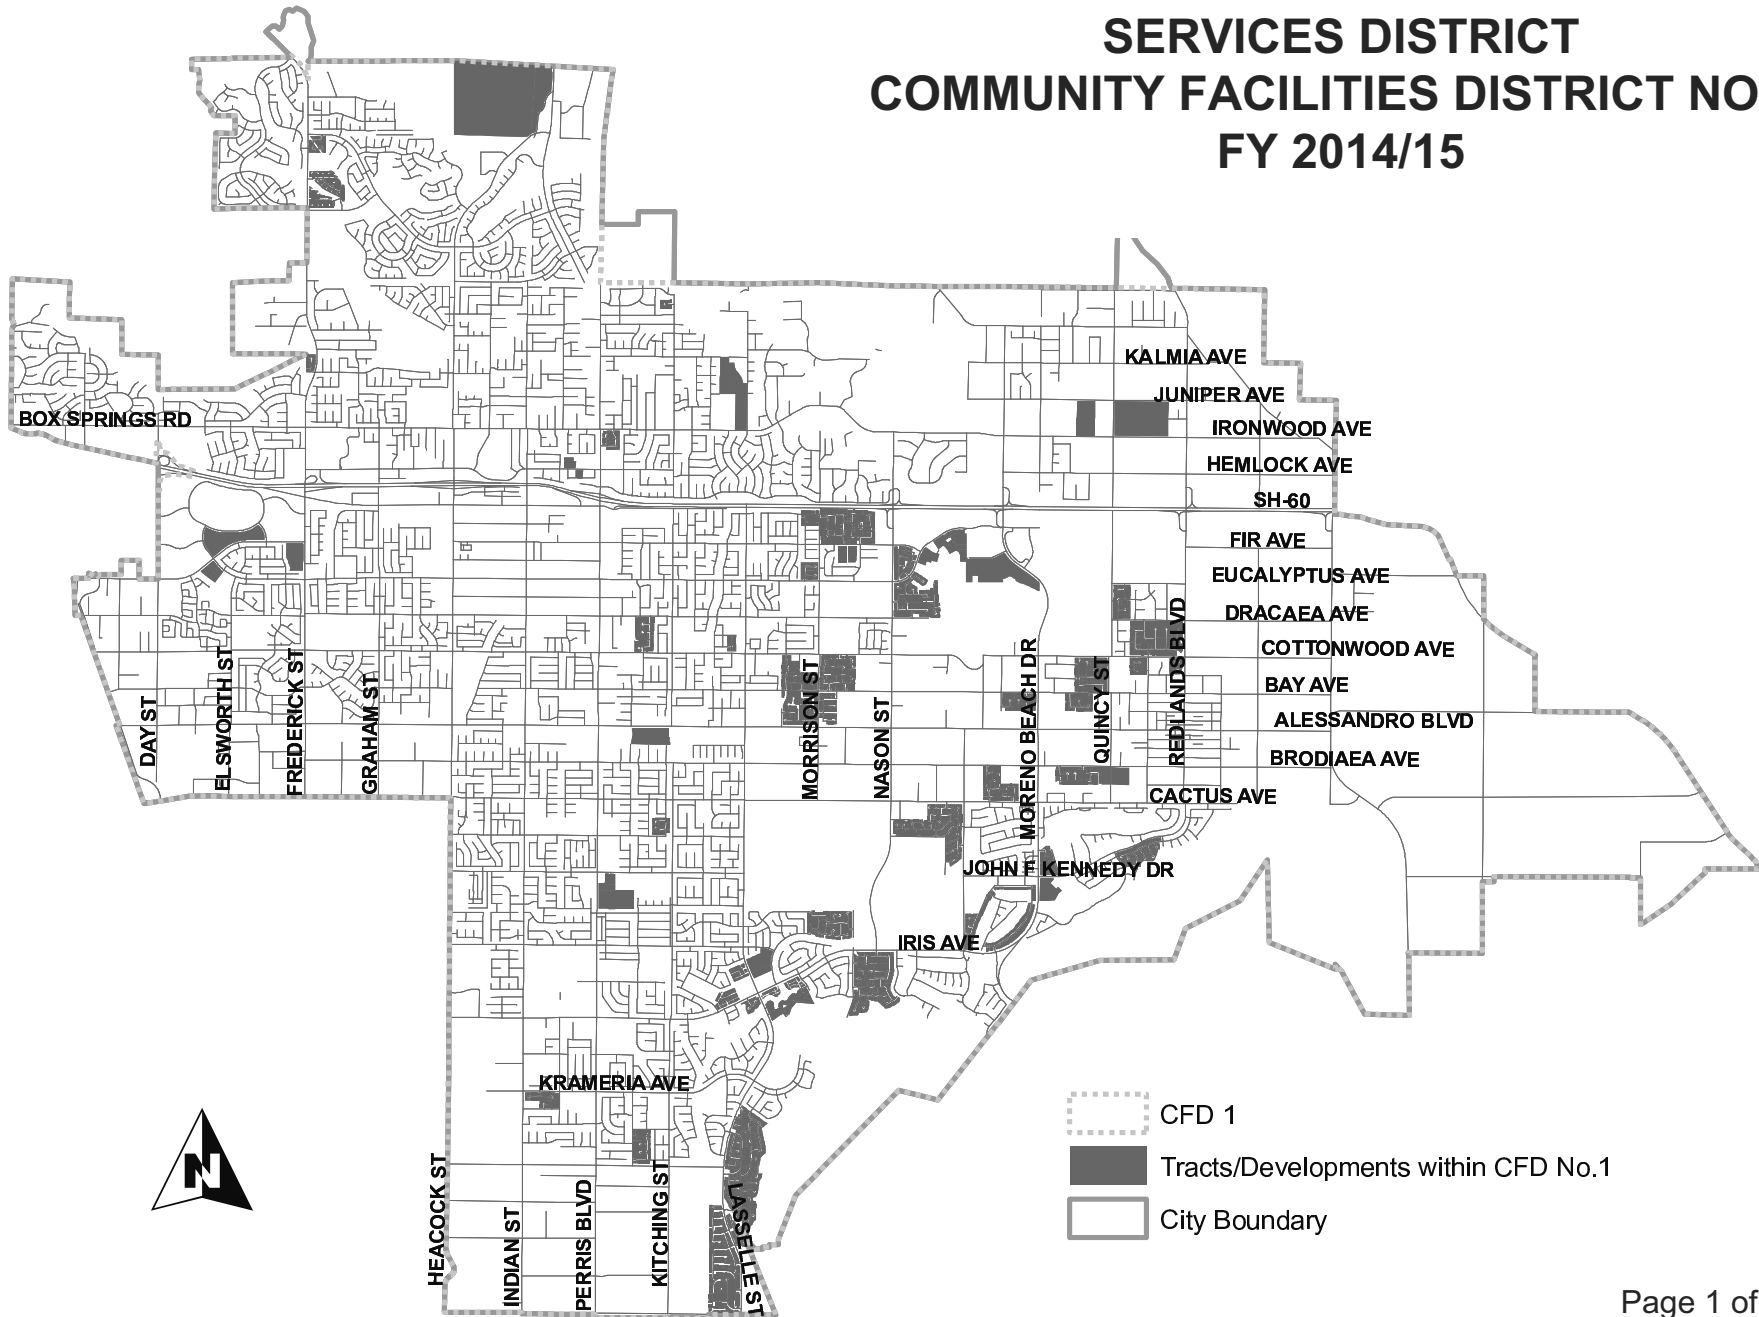 SERVICES DISTRICT
COMMUNITY FACILITIES DISTRICT NO
FY 2014/15
KALMIA AVE
JUNIPER AVE
BOX SPRINGS RD
IRONWOOD AVE
HEMLOCK AVE
SH-60
FIR AVE
EUCALYPTUS AVE
DRACAEA AVE
COTTONWOOD AVE
BAY AVE
ALESSANDRO BLVD
BRODIAEA AVE
CACTUS AVE
DAY ST
ELSWORTH ST
FREDERICK ST
GRAHAM ST
MORRISON ST
NASON ST
MORENO BEACH DR
QUINCY ST
REDLANDS BLVD
JOHN F KENNEDY DR
IRIS AVE
KRAMERIA AVE
HEACOCK ST
INDIAN ST
PERRIS BLVD
KITCHING ST
LASSELLE ST
N
CFD 1
Tracts/Developments within CFD No.1
City Boundary
Page 1 of